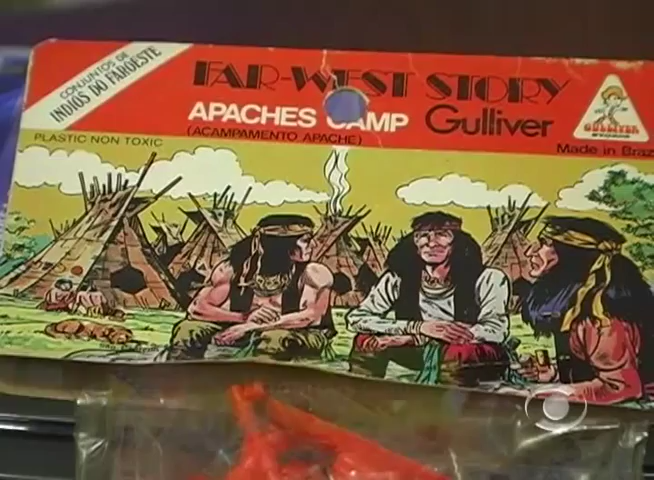 CONJUNTOS DE
INDIOS DO FAROESTE
FAR-WEST STORY
APACHES CAMP
Gulliver
(ACAMPAMENTO APACHE)
GULLIVER
PLASTIC NON TOXIC
Made in Braz